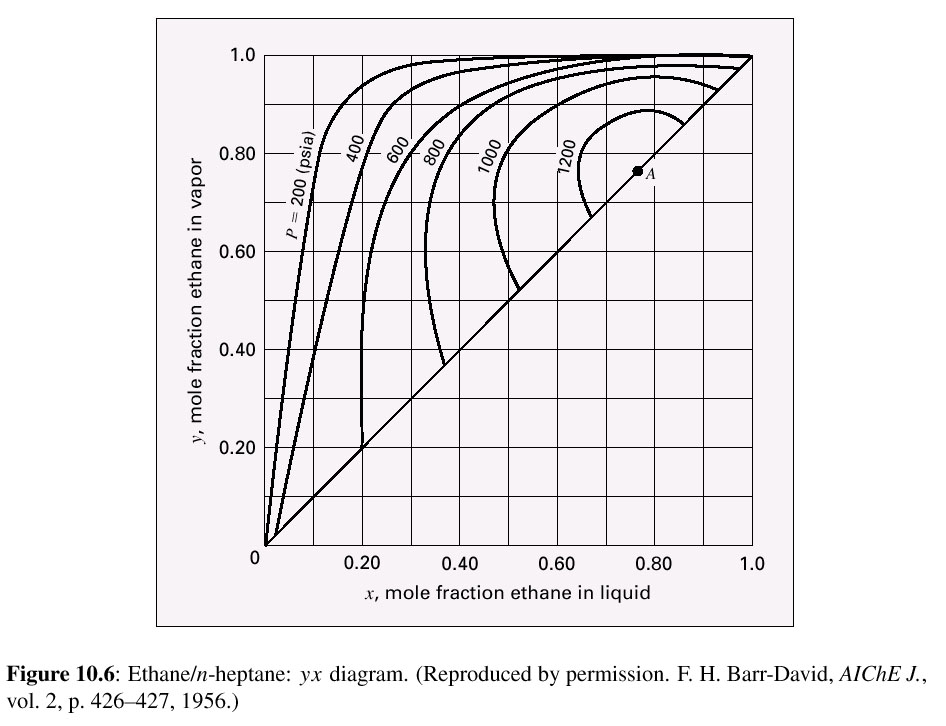 1.0
0.80
0.60
0.40
0.20
0
y, mole fraction ethane in vapor
P = 200 (psia)
400
600
800
1000
1200
A
0.20
0.40
0.60
0.80
1.0
x, mole fraction ethane in liquid
Figure 10.6: Ethane/n-heptane: yx diagram. (Reproduced by permission. F. H. Barr-David, AIChE J.,
vol. 2, p. 426–427, 1956.)